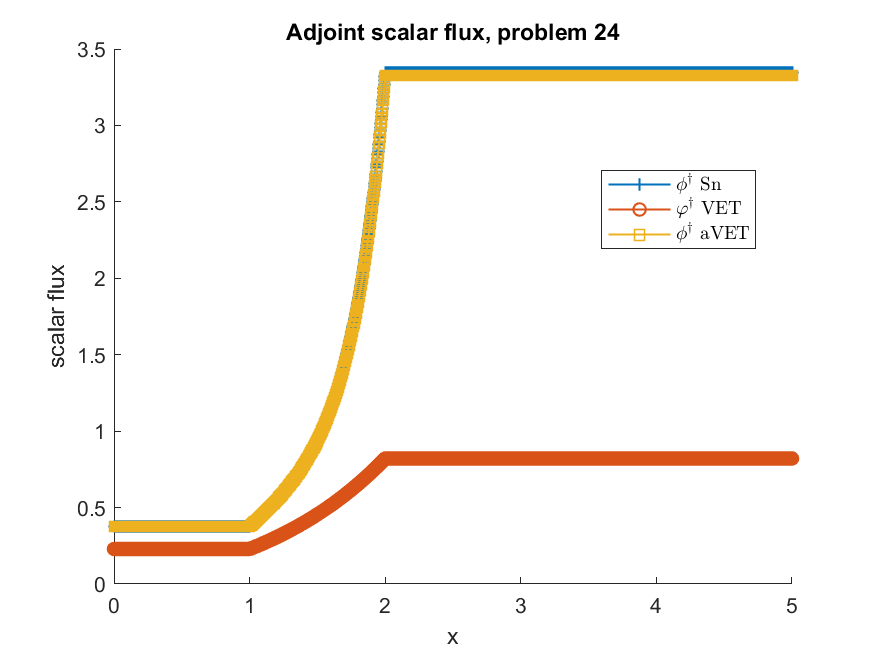 Adjoint scalar flux, problem 24
3.5
3
2.5
2
1.5
1
0.5
0
scalar flux
ϕ† Sn
φ† VET
ϕ† aVET
0 1 2 3 4 5
x